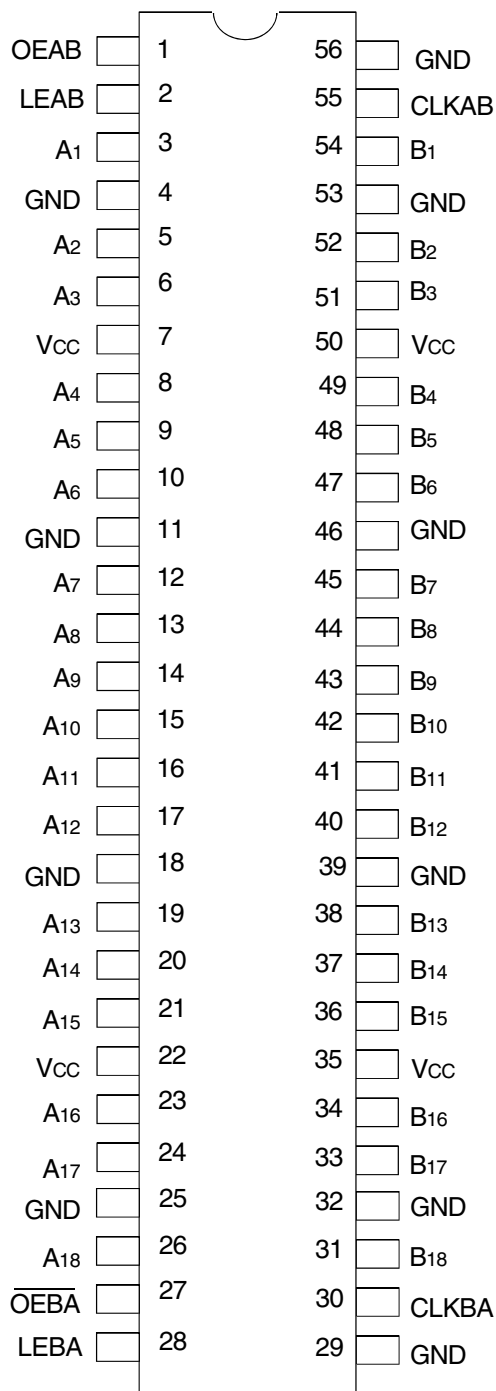 OEAB 1 56 GND
LEAB 2 55 CLKAB
A1 3 54 B1
GND 4 53 GND
A2 5 52 B2
A3 6 51 B3
VCC 7 50 VCC
A4 8 49 B4
A5 9 48 B5
A6 10 47 B6
GND 11 46 GND
A7 12 45 B7
A8 13 44 B8
A9 14 43 B9
A10 15 42 B10
A11 16 41 B11
A12 17 40 B12
GND 18 39 GND
A13 19 38 B13
A14 20 37 B14
A15 21 36 B15
VCC 22 35 VCC
A16 23 34 B16
A17 24 33 B17
GND 25 32 GND
A18 26 31 B18
O̅E̅B̅A̅ 27 30 CLKBA
LEBA 28 29 GND